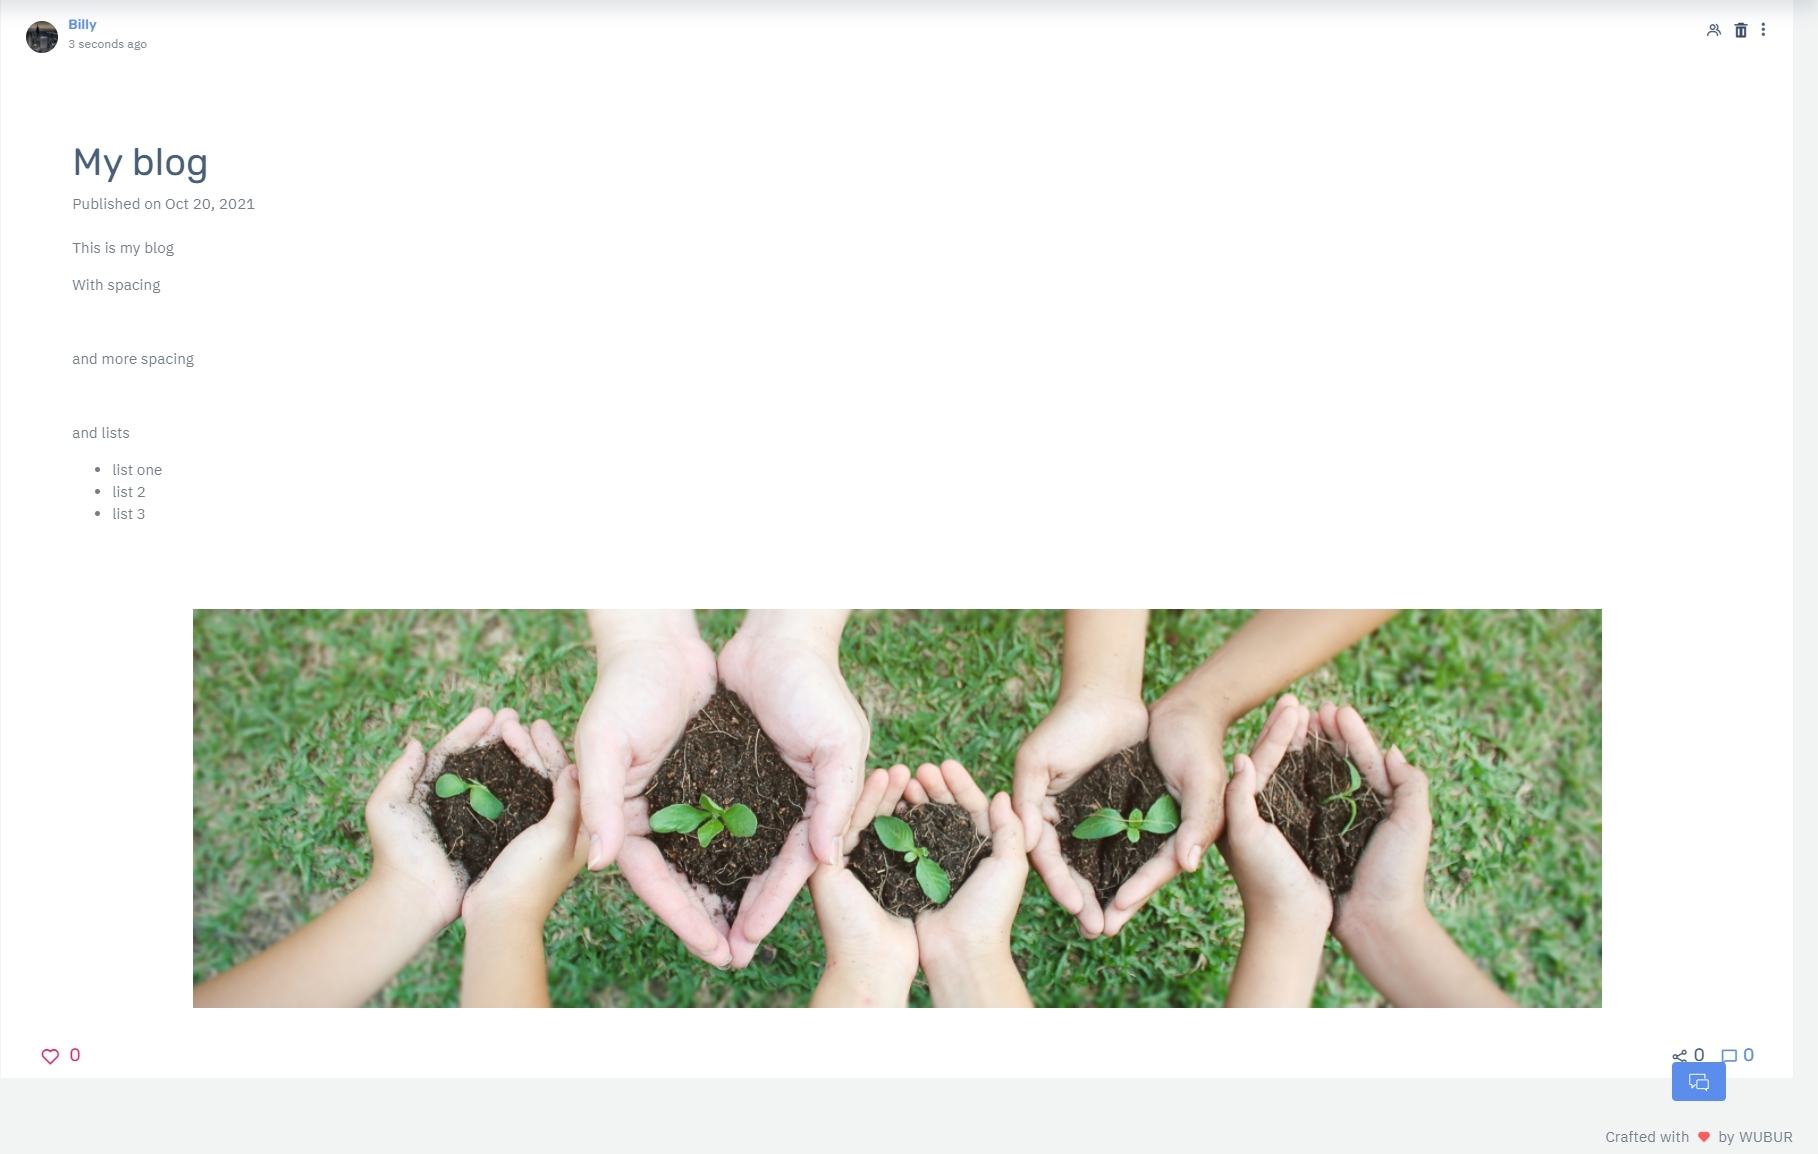 Billy
3 seconds ago
My blog
Published on Oct 20, 2021
This is my blog
With spacing
and more spacing
and lists
• list one
• list 2
• list 3
0
0 0
Crafted with ♥ by WUBUR